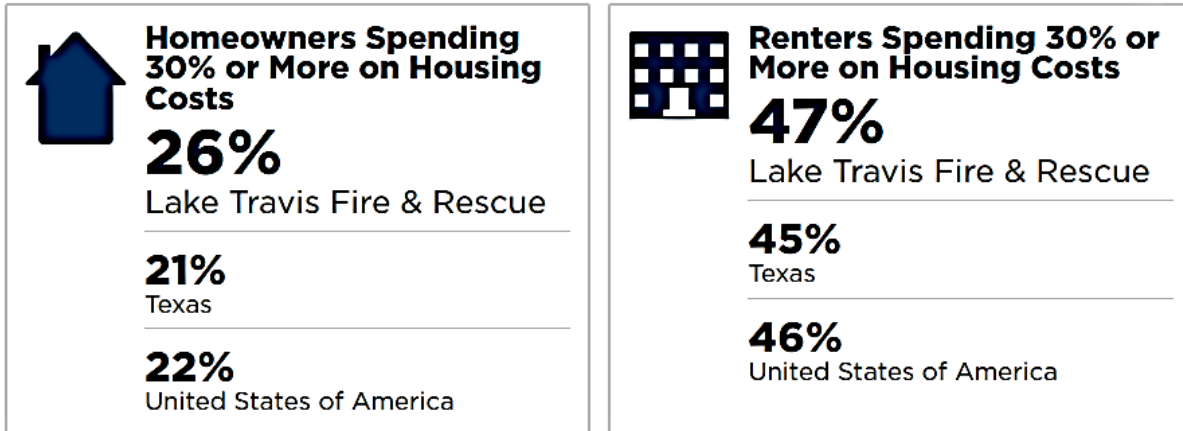 Homeowners Spending
30% or More on Housing
Costs
26%
Lake Travis Fire & Rescue
21%
Texas
22%
United States of America
Renters Spending 30% or
More on Housing Costs
47%
Lake Travis Fire & Rescue
45%
Texas
46%
United States of America